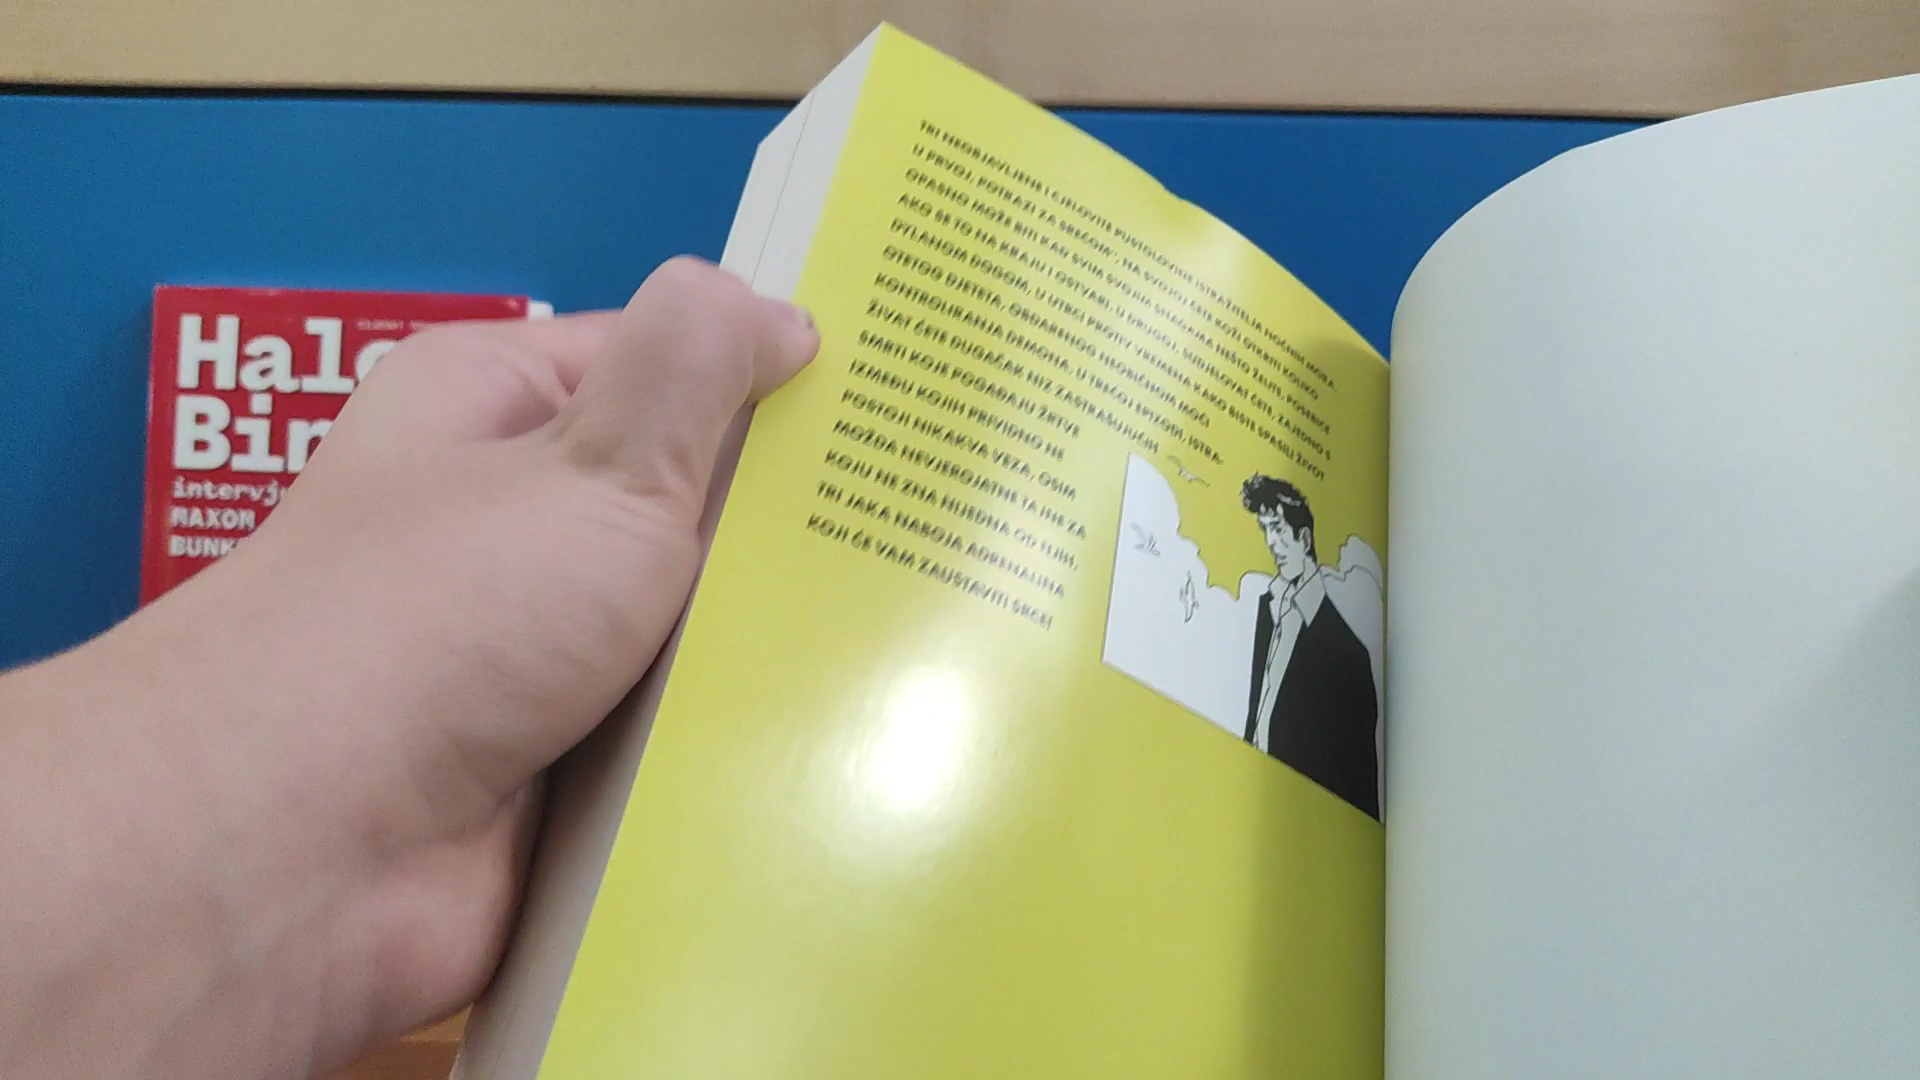 Halo
Bin
intervju
MAXON
BUNK
TRI NEOBJAVLJENE I CJELOVITE PUSTOLOVINE ISTRAŽITELJA NOĆNIH MORA.
U PRVOJ, POTRAZI ZA SREĆOM', NA SVOJOJ ĆETE KOŽI OTKRITI KOLIKO
OPASNO MOŽE BITI KAD SVIM SVOJIM SNAGAMA NEŠTO ŽELITE, POSEBICE
AKO SE TO NA KRAJU I OSTVARI. U DRUGOJ, SUDJELOVAT ĆETE, ZAJEDNO S
DYLANOM DOGOM, U UTRCI PROTIV VREMENA KAKO BISTE SPASILI ŽIVOT
OTETOG DJETETA, OBDARENOG NEOBIČNOM MOĆI
KONTROLIRANJA DEMONA. U TREĆOJ EPIZODI, ISTRA-
ŽIVAT ĆETE DUGAČAK NIZ ZASTRAŠUJUĆIH
SMRTI KOJE POGAĐAJU ŽRTVE
IZMEĐU KOJIH PRIVIDNO NE
POSTOJI NIKAKVA VEZA, OSIM
MOŽDA NEVJEROJATNE TAJNE ZA
KOJU NE ZNA NIJEDNA OD NJIH.
TRI JAKA NABOJA ADRENALINA
KOJI ĆE VAM ZAUSTAVITI SRCE!